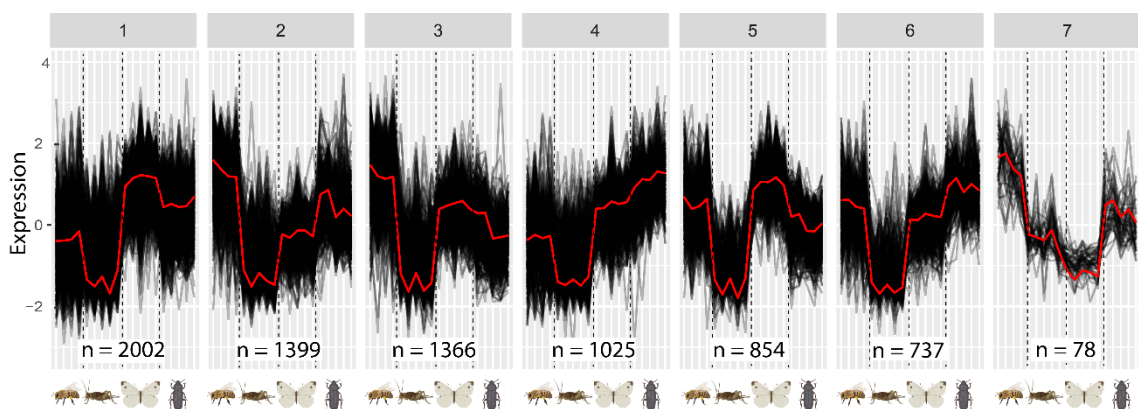 1 2 3 4 5 6 7
4
2
0
−2
Expression
n = 2002 n = 1399 n = 1366 n = 1025 n = 854 n = 737 n = 78